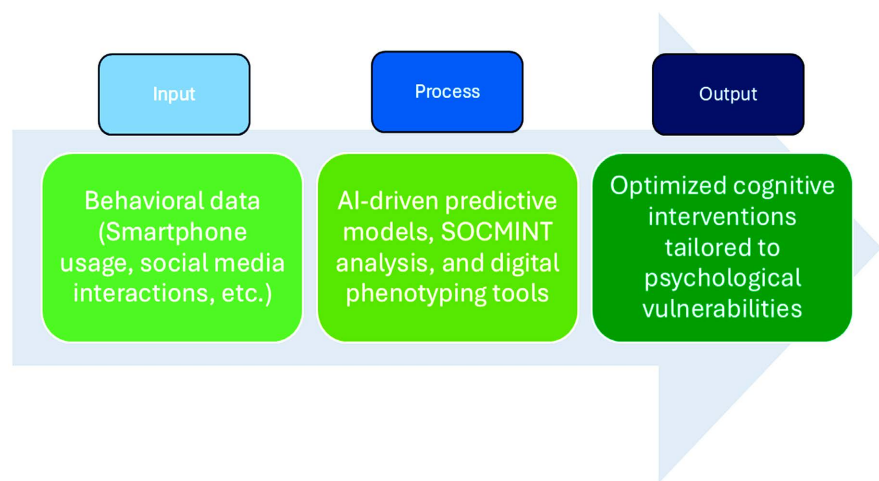 Input
Process
Output
Behavioral data
(Smartphone
usage, social media
interactions, etc.)
AI-driven predictive
models, SOCMINT
analysis, and digital
phenotyping tools
Optimized cognitive
interventions
tailored to
psychological
vulnerabilities